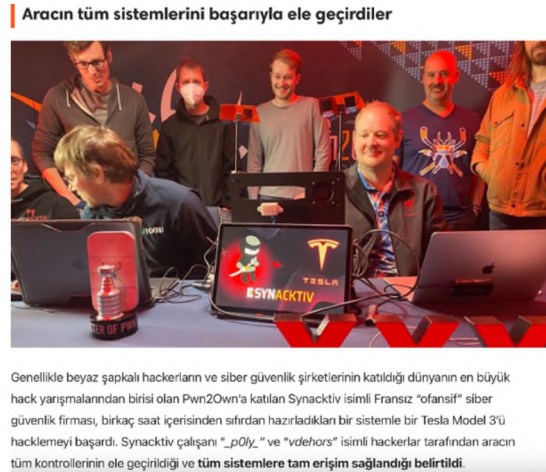 Aracın tüm sistemlerini başarıyla ele geçirdiler
TESLA
SYNACKTIV
TER OF PWN
Genellikle beyaz şapkalı hackerların ve siber güvenlik şirketlerinin katıldığı dünyanın en büyük
hack yarışmalarından birisi olan Pwn2Own'a katılan Synacktiv isimli Fransız “ofansif” siber
güvenlik firması, birkaç saat içerisinden sıfırdan hazırladıkları bir sistemle bir Tesla Model 3'ü
hacklemeyi başardı. Synacktiv çalışanı “_p0ly_” ve “vdehors” isimli hackerlar tarafından aracın
tüm kontrollerinin ele geçirildiği ve tüm sistemlere tam erişim sağlandığı belirtildi.